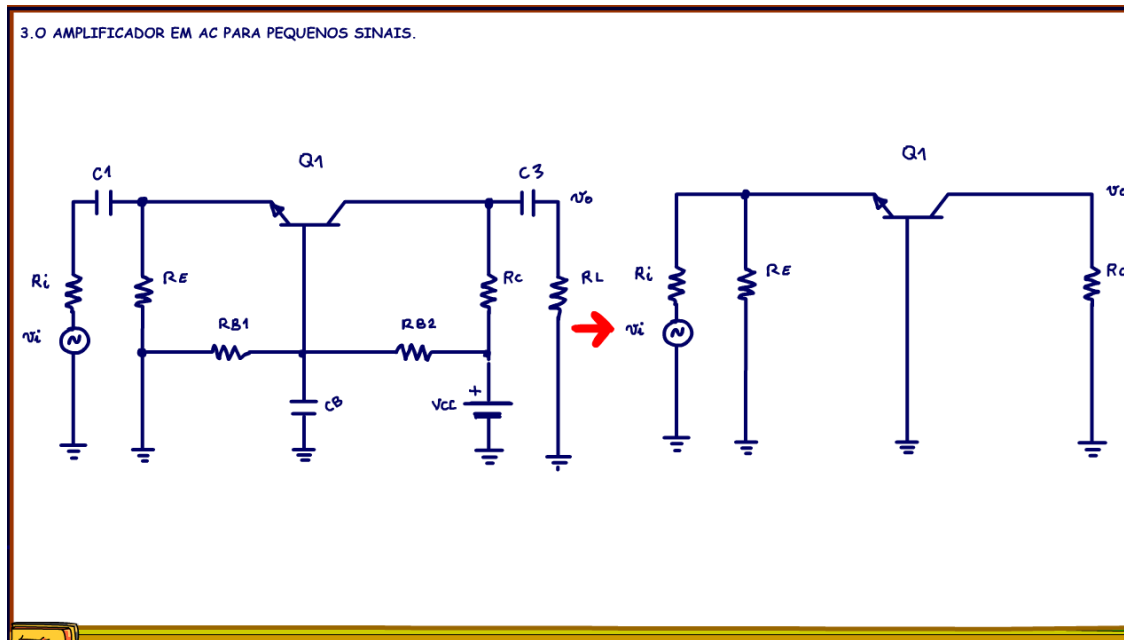 3.O AMPLIFICADOR EM AC PARA PEQUENOS SINAIS.
Q1
Q1
C1
C3
vo
Ri
RE
RC
RL
Ri
RE
vi
RB1
RB2
vi
CB
VCC
+